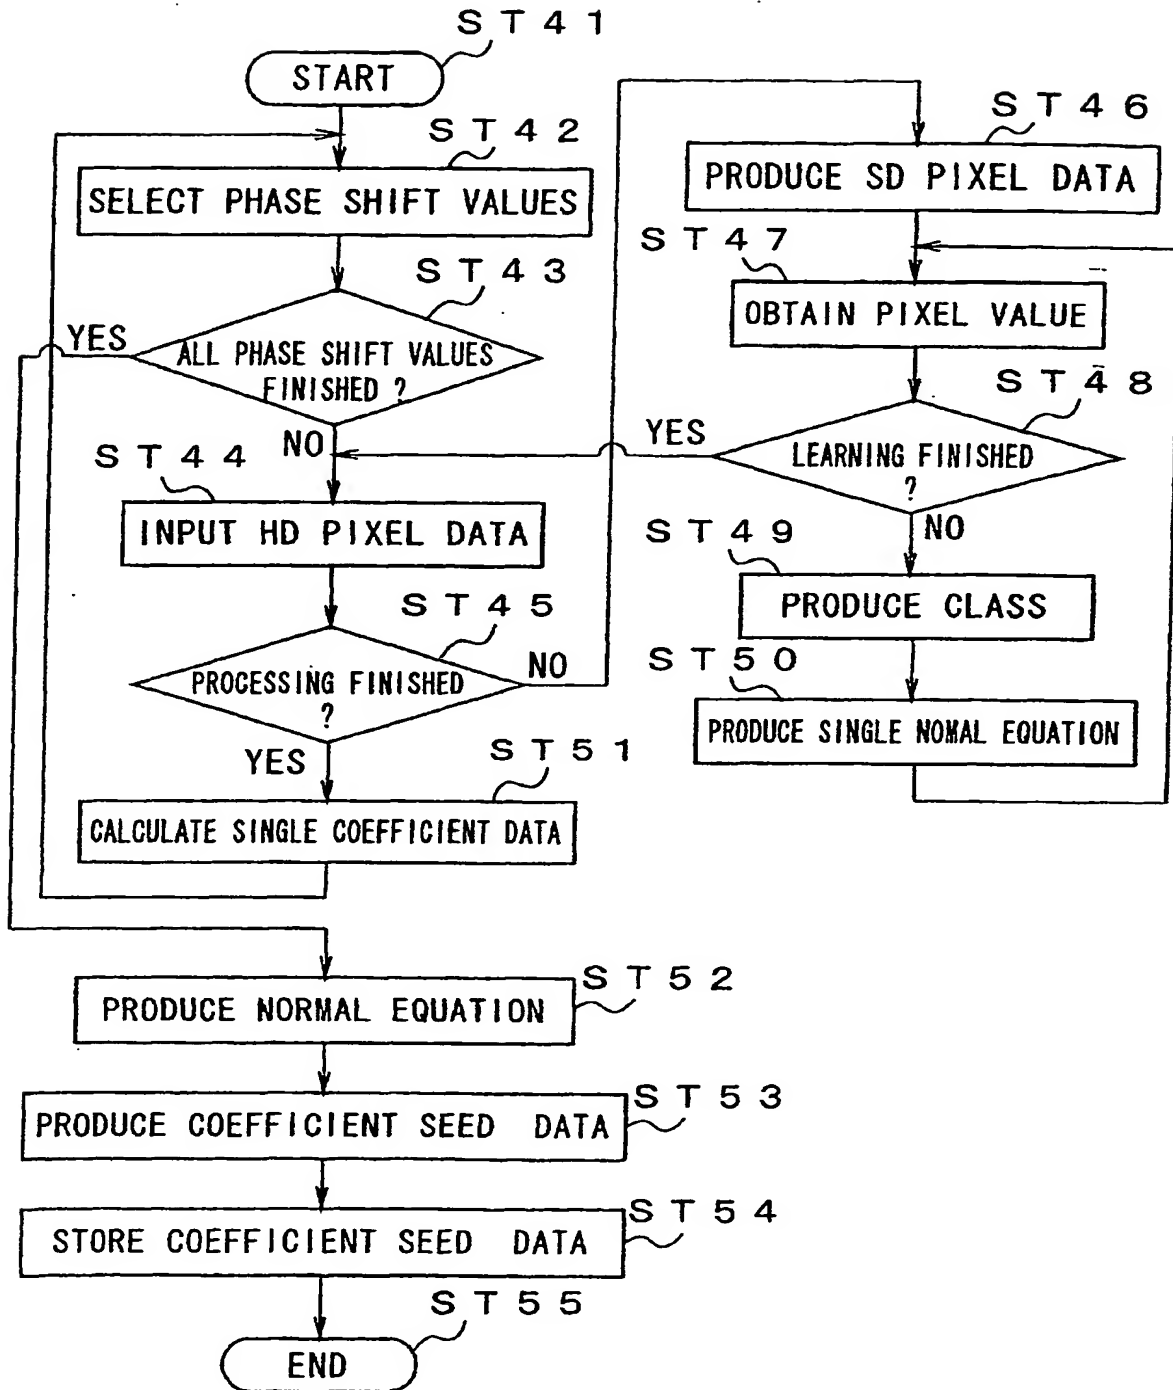 ST41
START
ST42
SELECT PHASE SHIFT VALUES
ST43
YES
ALL PHASE SHIFT VALUES
FINISHED ?
NO
ST44
INPUT HD PIXEL DATA
ST45
PROCESSING FINISHED
?
NO
YES
ST51
CALCULATE SINGLE COEFFICIENT DATA
ST46
PRODUCE SD PIXEL DATA
ST47
OBTAIN PIXEL VALUE
ST48
YES
LEARNING FINISHED
?
NO
ST49
PRODUCE CLASS
ST50
PRODUCE SINGLE NOMAL EQUATION
ST52
PRODUCE NORMAL EQUATION
ST53
PRODUCE COEFFICIENT SEED DATA
ST54
STORE COEFFICIENT SEED DATA
ST55
END